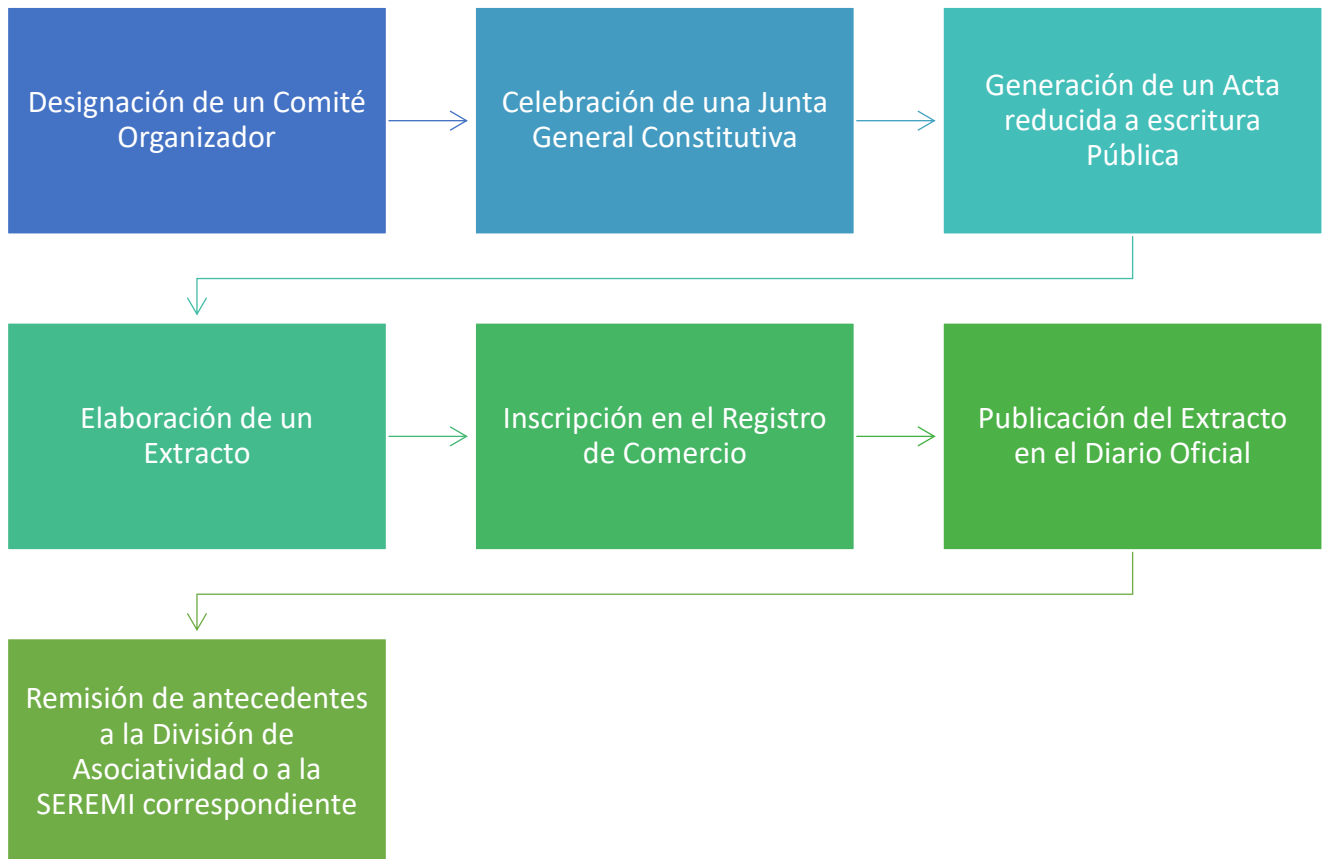 Designación de un Comité
Organizador
Celebración de una Junta
General Constitutiva
Generación de un Acta
reducida a escritura
Pública
Elaboración de un
Extracto
Inscripción en el Registro
de Comercio
Publicación del Extracto
en el Diario Oficial
Remisión de antecedentes
a la División de
Asociatividad o a la
SEREMI correspondiente